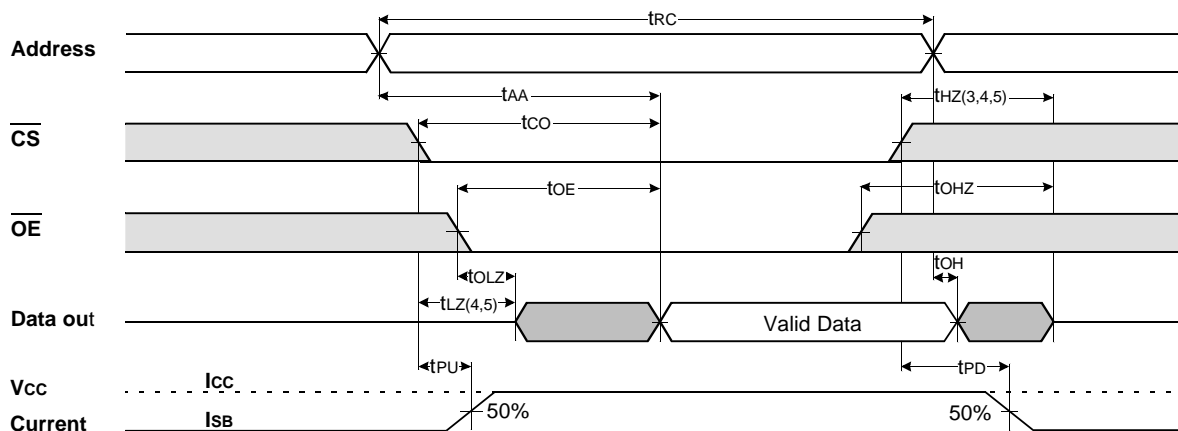 tRC
Address
tAA
tHZ(3,4,5)
tCO
CS
tOE
tOHZ
OE
tOLZ
tOH
tLZ(4,5)
Data out
Valid Data
tPU
tPD
VCC
ICC
50%
50%
Current
ISB